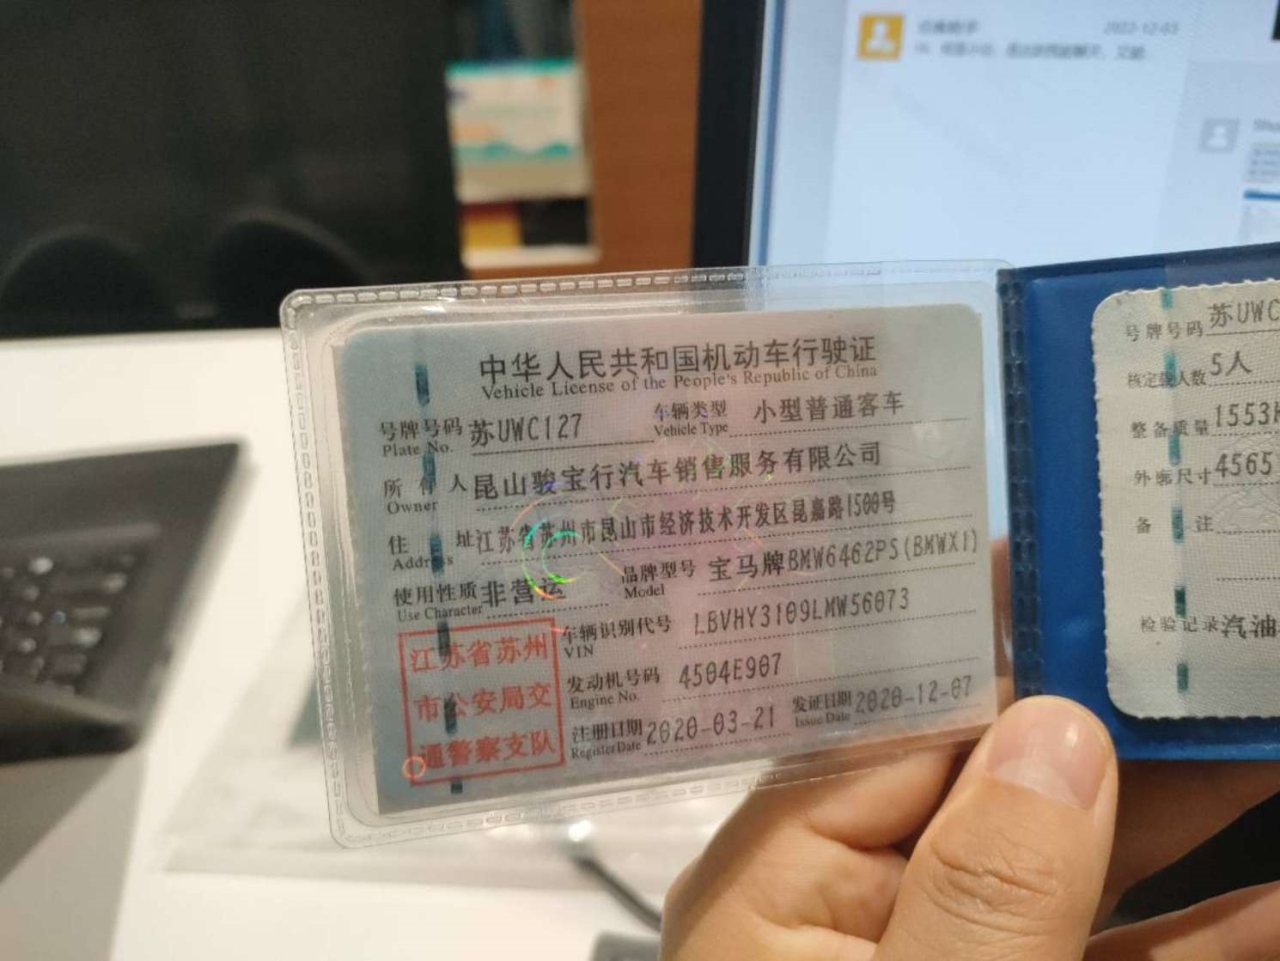 2022-12-03
中华人民共和国机动车行驶证
Vehicle License of the People's Republic of China
号牌号码 苏UWC127 车辆类型 小型普通客车
Plate No. Vehicle Type
所有人 昆山骏宝行汽车销售服务有限公司
Owner
住址 江苏省苏州市昆山市经济技术开发区昆嘉路1500号
Address
使用性质 非营运 品牌型号 宝马牌BMW6462PS(BMWX1)
Use Character Model
车辆识别代号 LBVHY3109LMW56073
VIN
发动机号码 4504E907
Engine No.
注册日期 2020-03-21 发证日期 2020-12-07
Register Date Issue Date
江苏省苏州
市公安局交
通警察支队
号牌号码 苏UWC
核定载人数 5人
整备质量 1553
外廓尺寸 4565
备注
检验记录 汽油